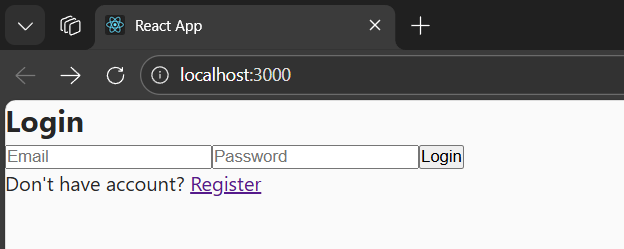 React App
localhost:3000
Login
Email Password Login
Don't have account? Register